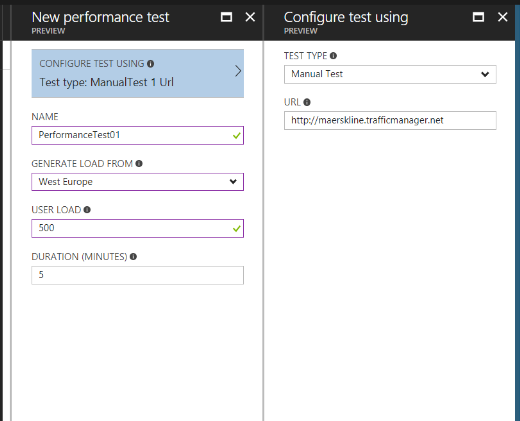 New performance test
PREVIEW
CONFIGURE TEST USING
Test type: ManualTest 1 Url
NAME
PerformanceTest01
GENERATE LOAD FROM
West Europe
USER LOAD
500
DURATION (MINUTES)
5
Configure test using
PREVIEW
TEST TYPE
Manual Test
URL
http://maerskline.trafficmanager.net